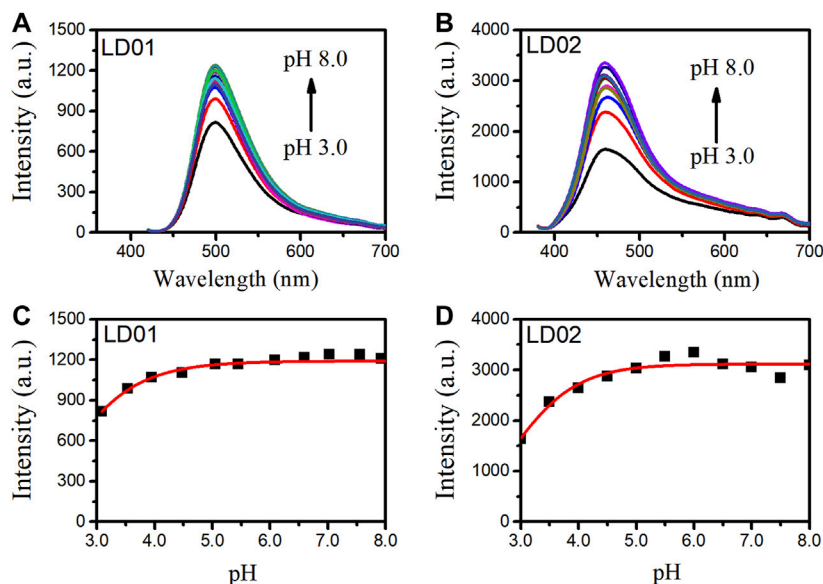 A
LD01
Intensity (a.u.)
1500
1200
900
600
300
0
pH 8.0
pH 3.0
400
500
600
700
Wavelength (nm)
B
LD02
Intensity (a.u.)
4000
3000
2000
1000
0
pH 8.0
pH 3.0
400
500
600
700
Wavelength (nm)
C
LD01
Intensity (a.u.)
1500
1200
900
600
300
0
3.0
4.0
5.0
6.0
7.0
8.0
pH
D
LD02
Intensity (a.u.)
4000
3000
2000
1000
0
3.0
4.0
5.0
6.0
7.0
8.0
pH